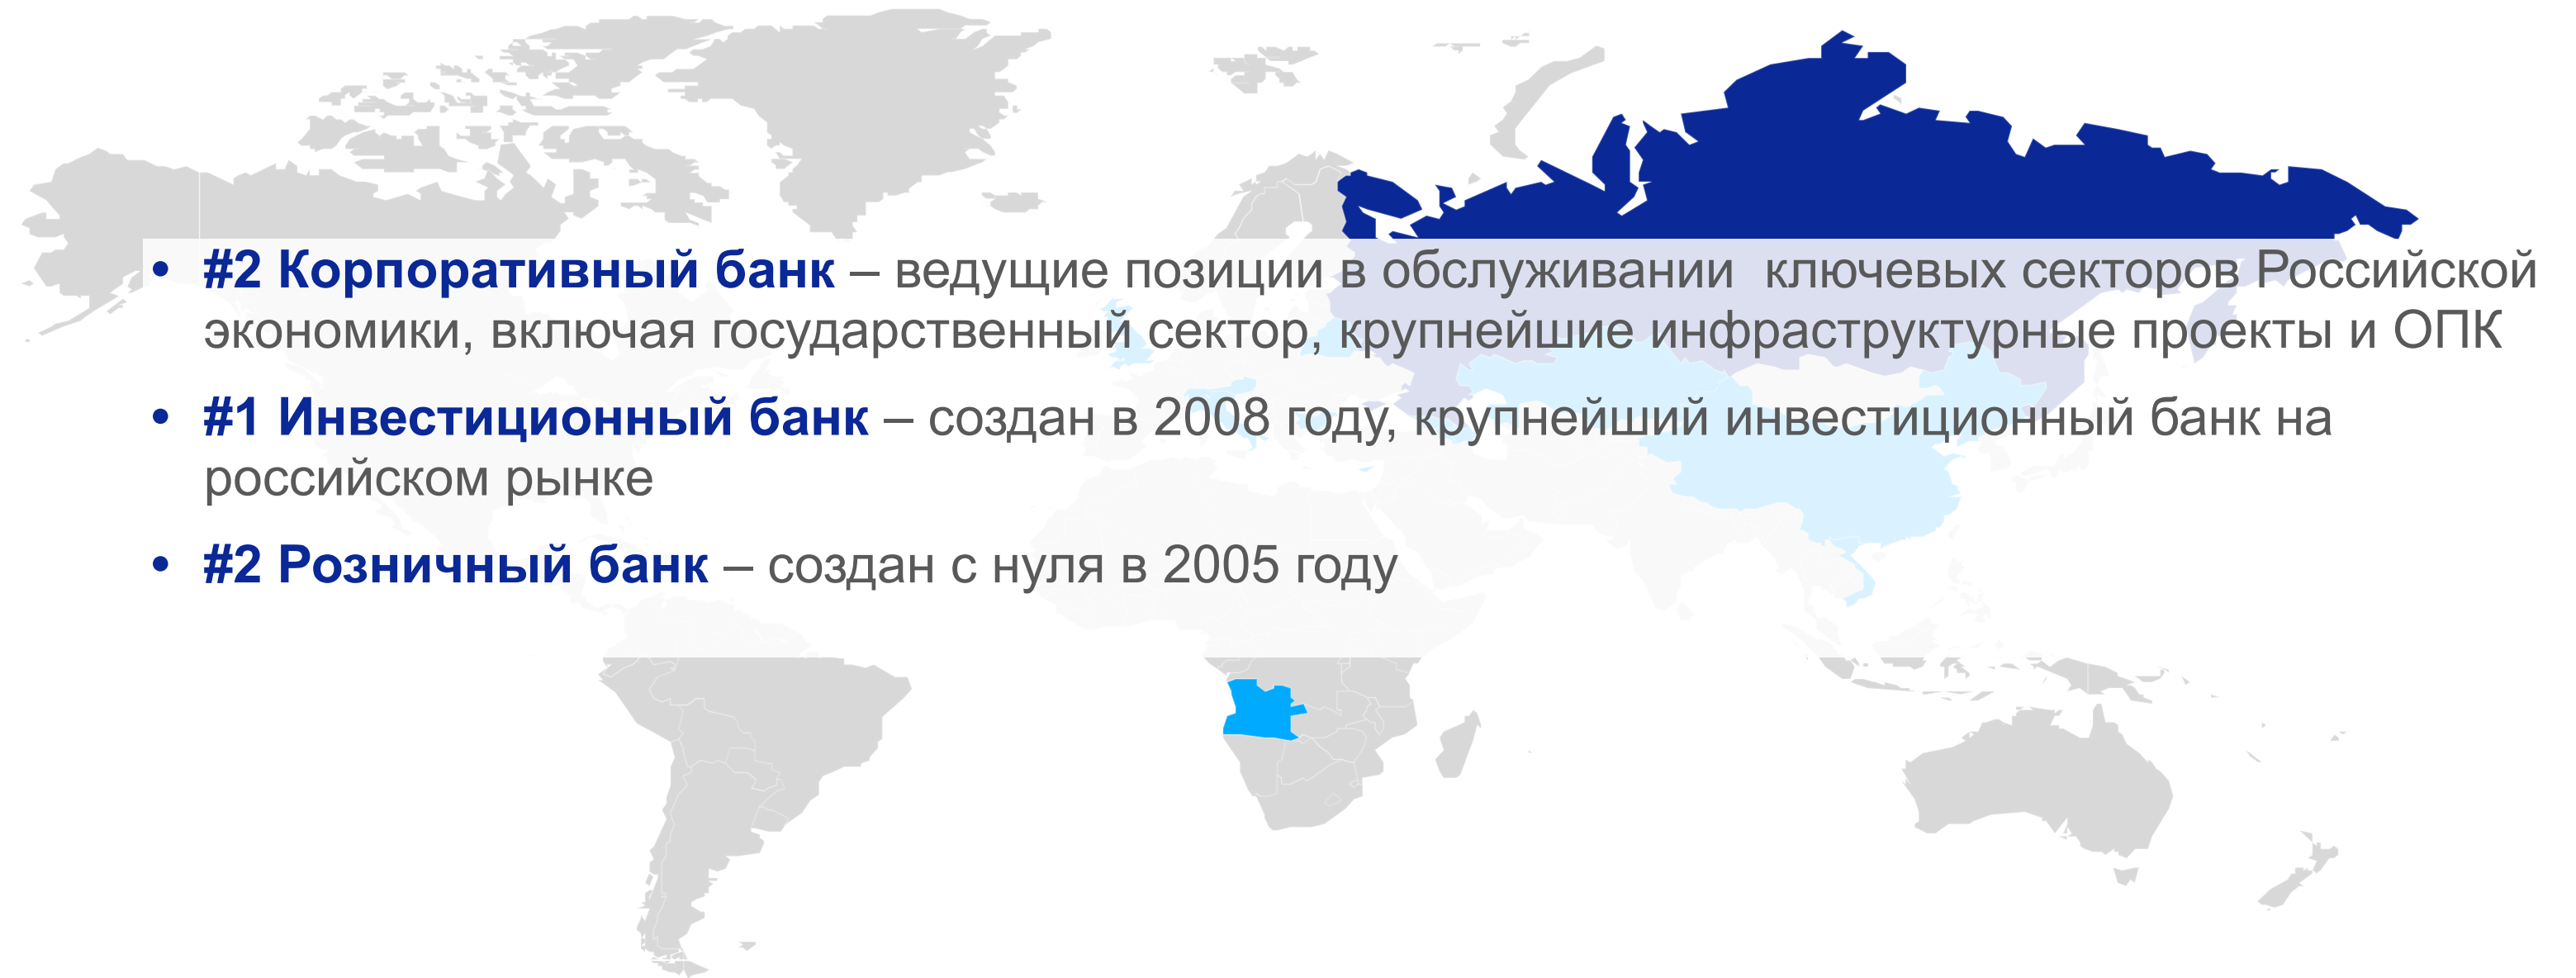 • #2 Корпоративный банк – ведущие позиции в обслуживании  ключевых секторов Российской
экономики, включая государственный сектор, крупнейшие инфраструктурные проекты и ОПК
• #1 Инвестиционный банк – создан в 2008 году, крупнейший инвестиционный банк на
российском рынке
• #2 Розничный банк – создан с нуля в 2005 году